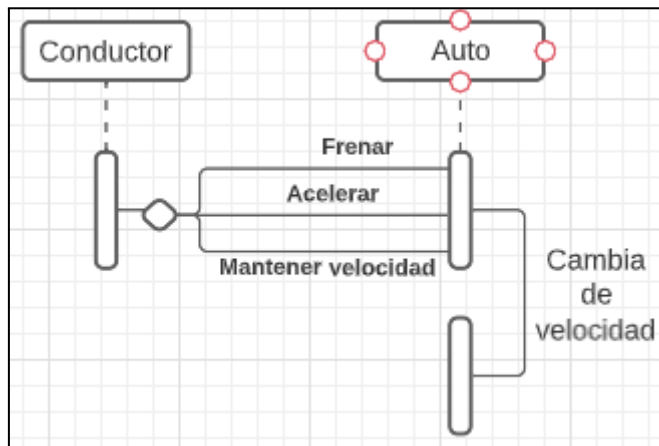 Conductor
Auto
Frenar
Acelerar
Mantener velocidad
Cambia
de
velocidad